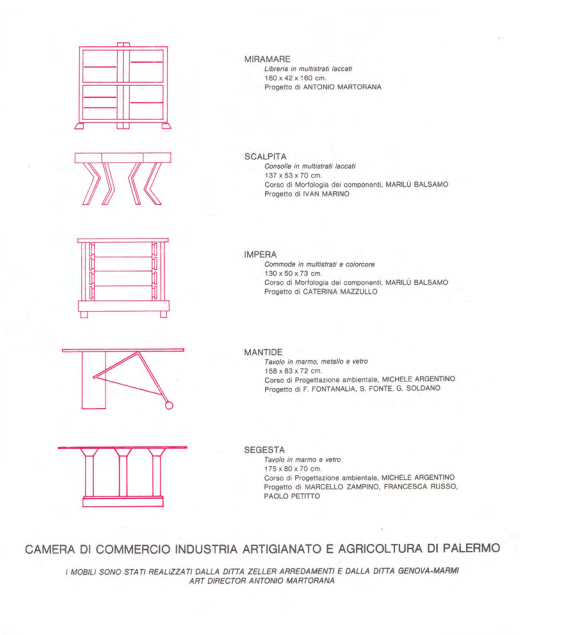 MIRAMARE
Libreria in multistrati laccati
160 x 42 x 160 cm.
Progetto di ANTONIO MARTORANA
SCALPITA
Consolle in multistrati laccati
137 x 53 x 70 cm.
Corso di Morfologia dei componenti, MARILÙ BALSAMO
Progetto di IVAN MARINO
IMPERA
Commode in multistrati e colorcore
130 x 50 x 73 cm.
Corso di Morfologia dei componenti, MARILÙ BALSAMO
Progetto di CATERINA MAZZULLO
MANTIDE
Tavolo in marmo, metallo e vetro
158 x 83 x 72 cm.
Corso di Progettazione ambientale, MICHELE ARGENTINO
Progetto di F. FONTANALIA, S. FONTE, G. SOLDANO
SEGESTA
Tavolo in marmo e vetro
175 x 80 x 70 cm.
Corso di Progettazione ambientale, MICHELE ARGENTINO
Progetto di MARCELLO ZAMPINO, FRANCESCA RUSSO,
PAOLO PETITTO
CAMERA DI COMMERCIO INDUSTRIA ARTIGIANATO E AGRICOLTURA DI PALERMO
I MOBILI SONO STATI REALIZZATI DALLA DITTA ZELLER ARREDAMENTI E DALLA DITTA GENOVA-MARMI
ART DIRECTOR ANTONIO MARTORANA